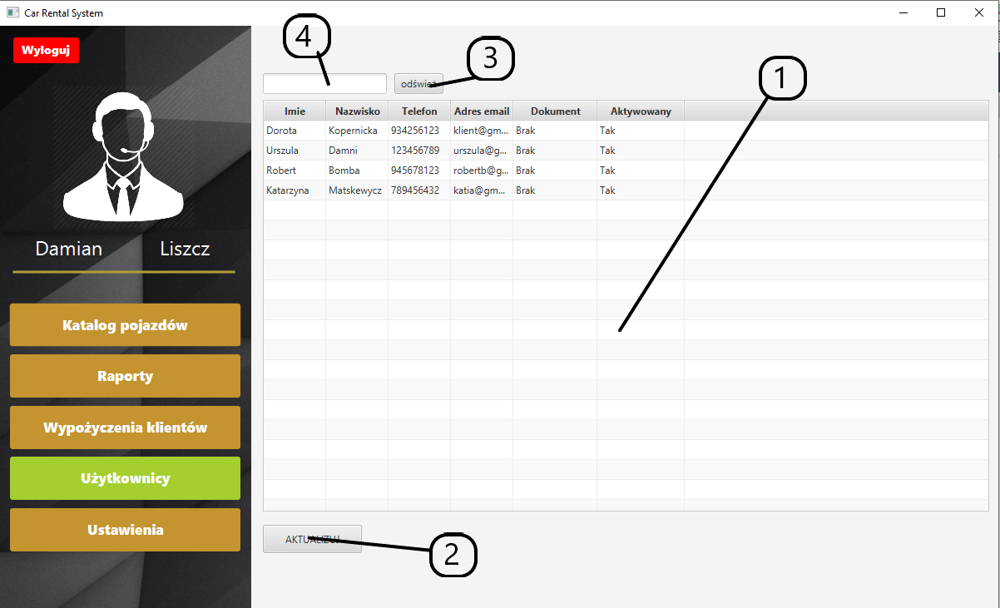 Car Rental System
Wyloguj
4
3
1
odśwież
Imie Nazwisko Telefon Adres email Dokument Aktywowany
Dorota Kopernicka 934256123 klient@gm... Brak Tak
Urszula Damni 123456789 urszula@g... Brak Tak
Robert Bomba 945678123 robertb@g... Brak Tak
Katarzyna Matskewycz 789456432 katia@gm... Brak Tak
Damian Liszcz
Katalog pojazdów
Raporty
Wypożyczenia klientów
Użytkownicy
Ustawienia
AKTUALIZUJ
2